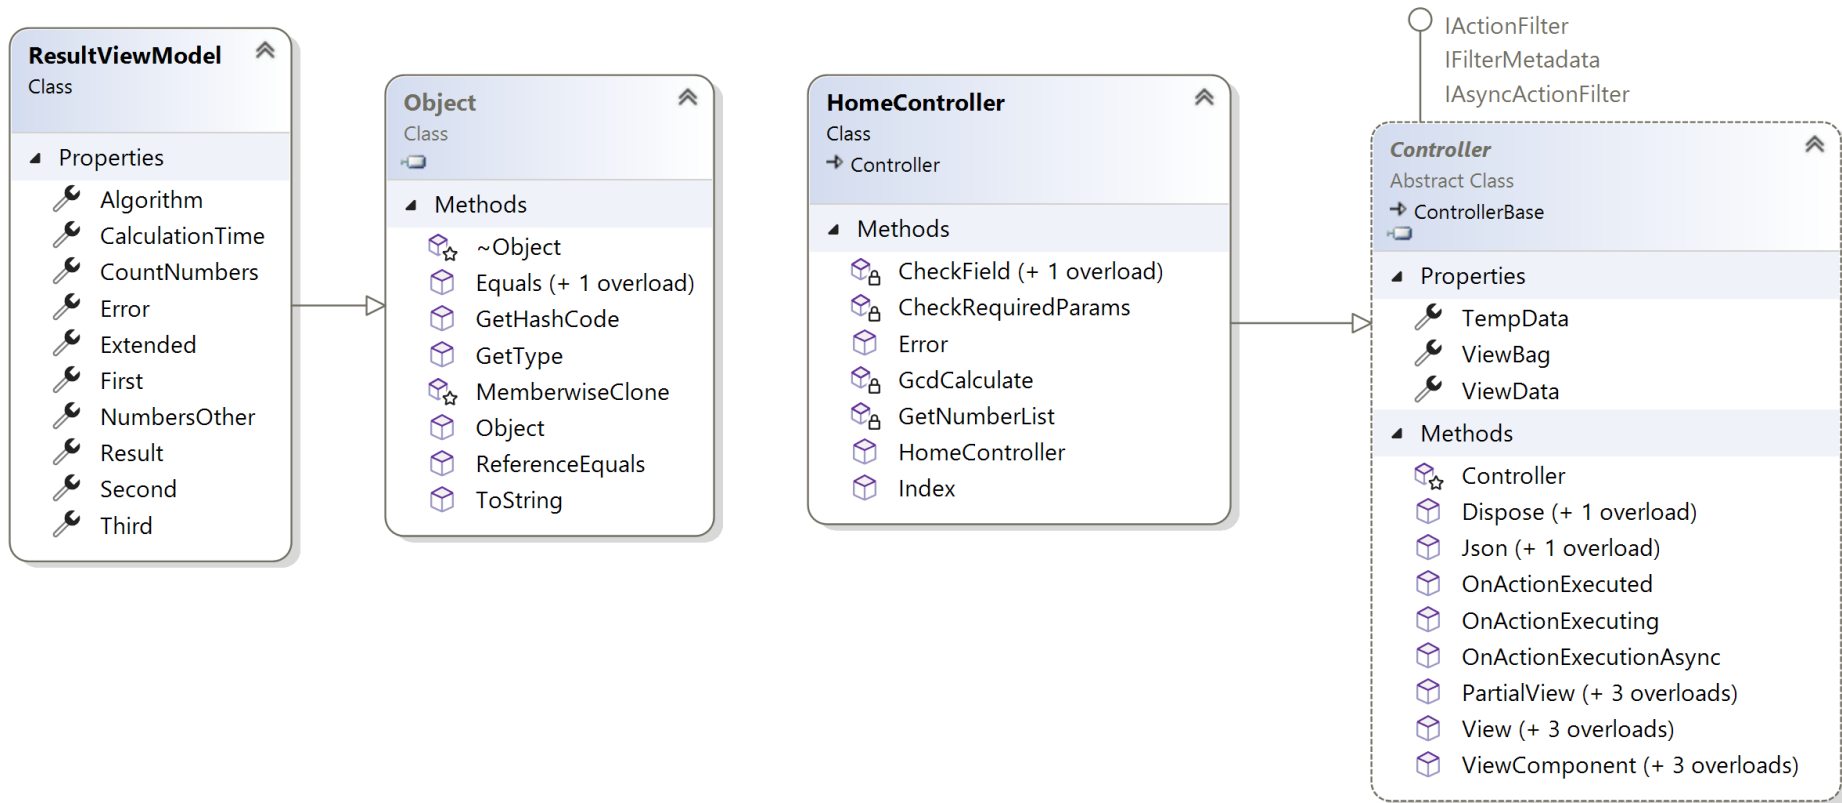 ResultViewModel
Class
Properties
Algorithm
CalculationTime
CountNumbers
Error
Extended
First
NumbersOther
Result
Second
Third
Object
Class
Methods
~Object
Equals (+ 1 overload)
GetHashCode
GetType
MemberwiseClone
Object
ReferenceEquals
ToString
HomeController
Class
Controller
Methods
CheckField (+ 1 overload)
CheckRequiredParams
Error
GcdCalculate
GetNumberList
HomeController
Index
IActionFilter
IFilterMetadata
IAsyncActionFilter
Controller
Abstract Class
ControllerBase
Properties
TempData
ViewBag
ViewData
Methods
Controller
Dispose (+ 1 overload)
Json (+ 1 overload)
OnActionExecuted
OnActionExecuting
OnActionExecutionAsync
PartialView (+ 3 overloads)
View (+ 3 overloads)
ViewComponent (+ 3 overloads)